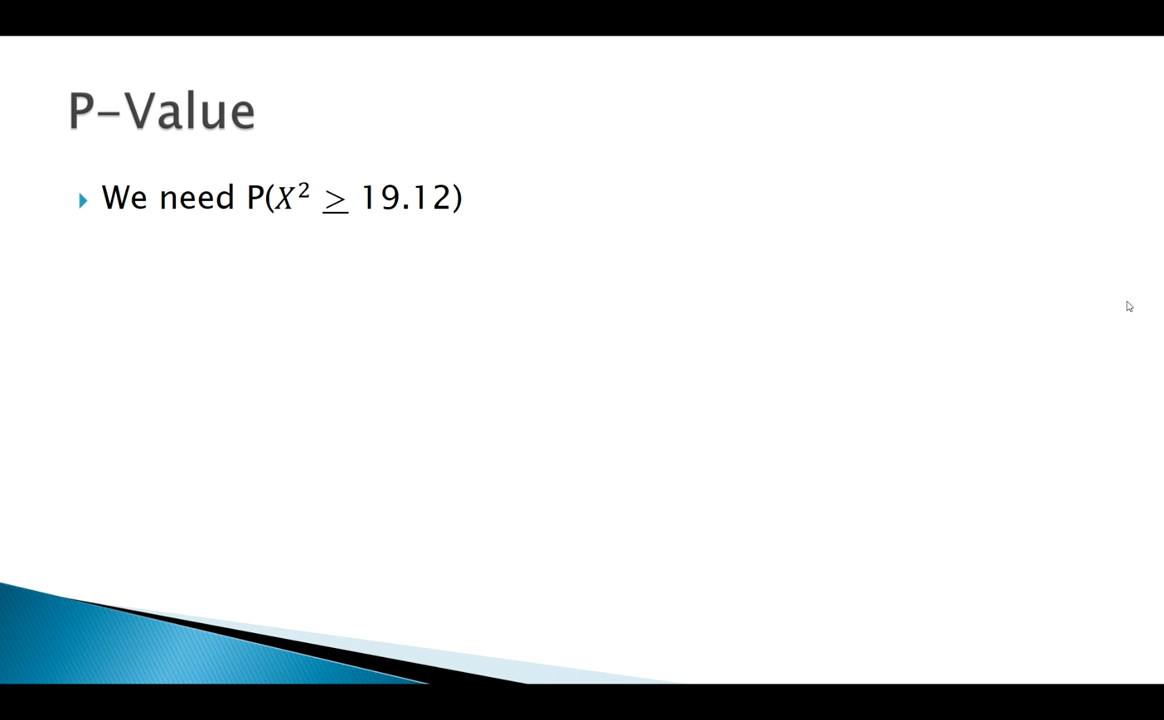 P-Value
We need P(X² ≥ 19.12)